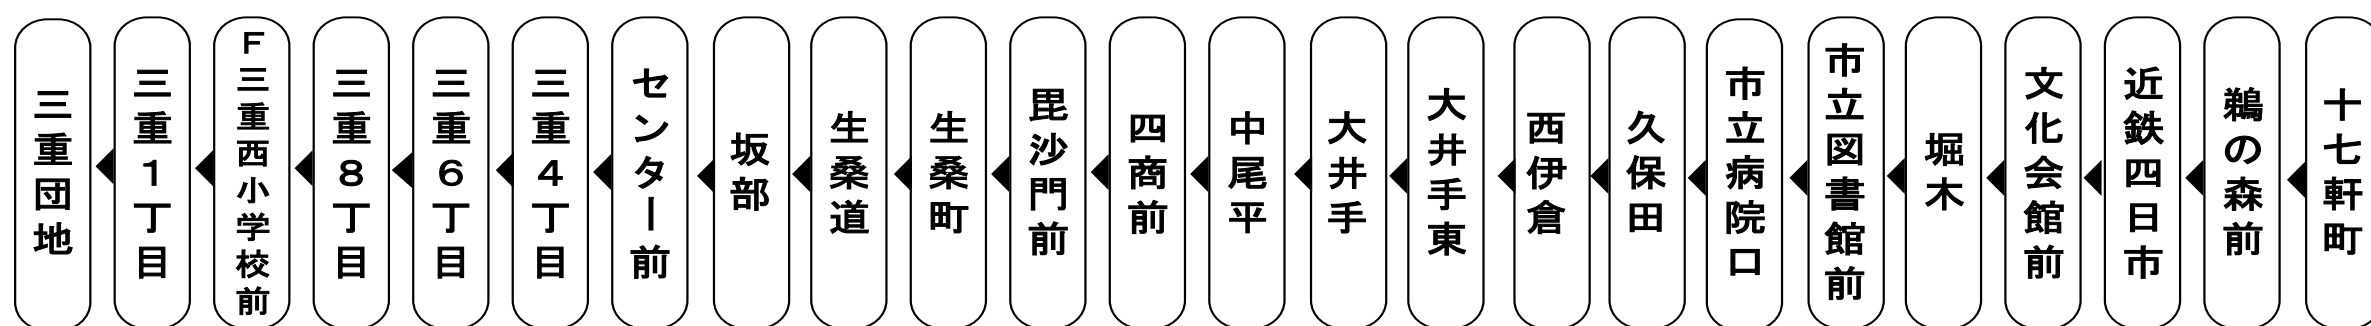 十七軒町
鵜の森前
近鉄四日市
文化会館前
堀木
市立図書館前
市立病院口
久保田
西伊倉
大井手東
大井手
中尾平
四商前
毘沙門前
生桑町
生桑道
坂部
センター前
三重４丁目
三重６丁目
三重８丁目
Ｆ三重西小学校前
三重１丁目
三重団地